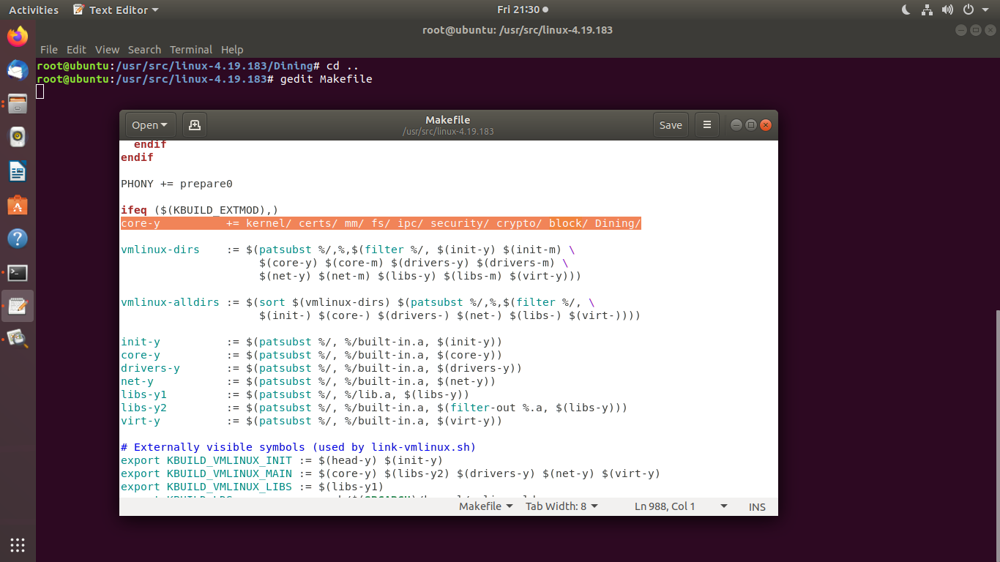 Activities Text Editor Fri 21:30
root@ubuntu: /usr/src/linux-4.19.183
File Edit View Search Terminal Help
root@ubuntu:/usr/src/linux-4.19.183/Dining# cd ..
root@ubuntu:/usr/src/linux-4.19.183# gedit Makefile
Open Makefile Save
/usr/src/linux-4.19.183
endif
endif
PHONY += prepare0
ifeq ($(KBUILD_EXTMOD),)
core-y += kernel/ certs/ mm/ fs/ ipc/ security/ crypto/ block/ Dining/
vmlinux-dirs := $(patsubst %/,%,$(filter %/, $(init-y) $(init-m) \
$(core-y) $(core-m) $(drivers-y) $(drivers-m) \
$(net-y) $(net-m) $(libs-y) $(libs-m) $(virt-y)))
vmlinux-alldirs := $(sort $(vmlinux-dirs) $(patsubst %/,%,$(filter %/, \
$(init-) $(core-) $(drivers-) $(net-) $(libs-) $(virt-))))
init-y := $(patsubst %/, %/built-in.a, $(init-y))
core-y := $(patsubst %/, %/built-in.a, $(core-y))
drivers-y := $(patsubst %/, %/built-in.a, $(drivers-y))
net-y := $(patsubst %/, %/built-in.a, $(net-y))
libs-y1 := $(patsubst %/, %/lib.a, $(libs-y))
libs-y2 := $(patsubst %/, %/built-in.a, $(filter-out %.a, $(libs-y)))
virt-y := $(patsubst %/, %/built-in.a, $(virt-y))
# Externally visible symbols (used by link-vmlinux.sh)
export KBUILD_VMLINUX_INIT := $(head-y) $(init-y)
export KBUILD_VMLINUX_MAIN := $(core-y) $(libs-y2) $(drivers-y) $(net-y) $(virt-y)
export KBUILD_VMLINUX_LIBS := $(libs-y1)
Makefile Tab Width: 8 Ln 988, Col 1 INS